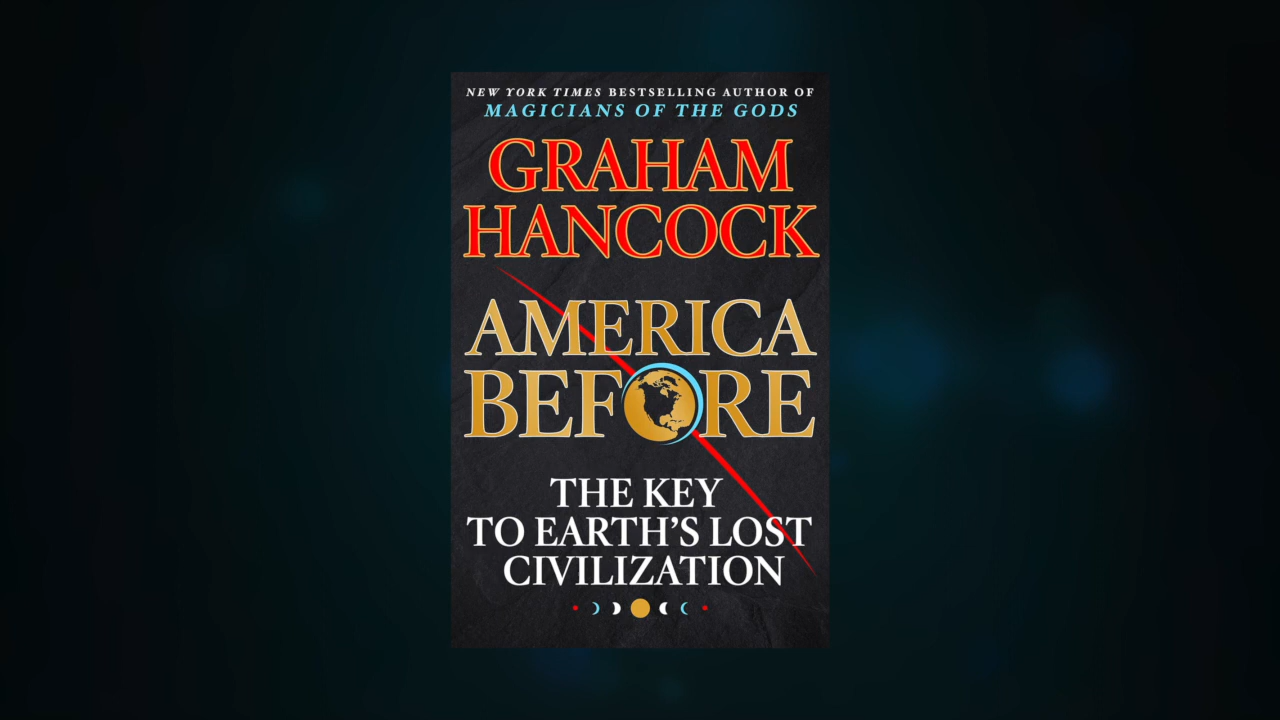 NEW YORK TIMES BESTSELLING AUTHOR OF
MAGICIANS OF THE GODS
GRAHAM
HANCOCK
AMERICA
BEFORE
THE KEY
TO EARTH'S LOST
CIVILIZATION